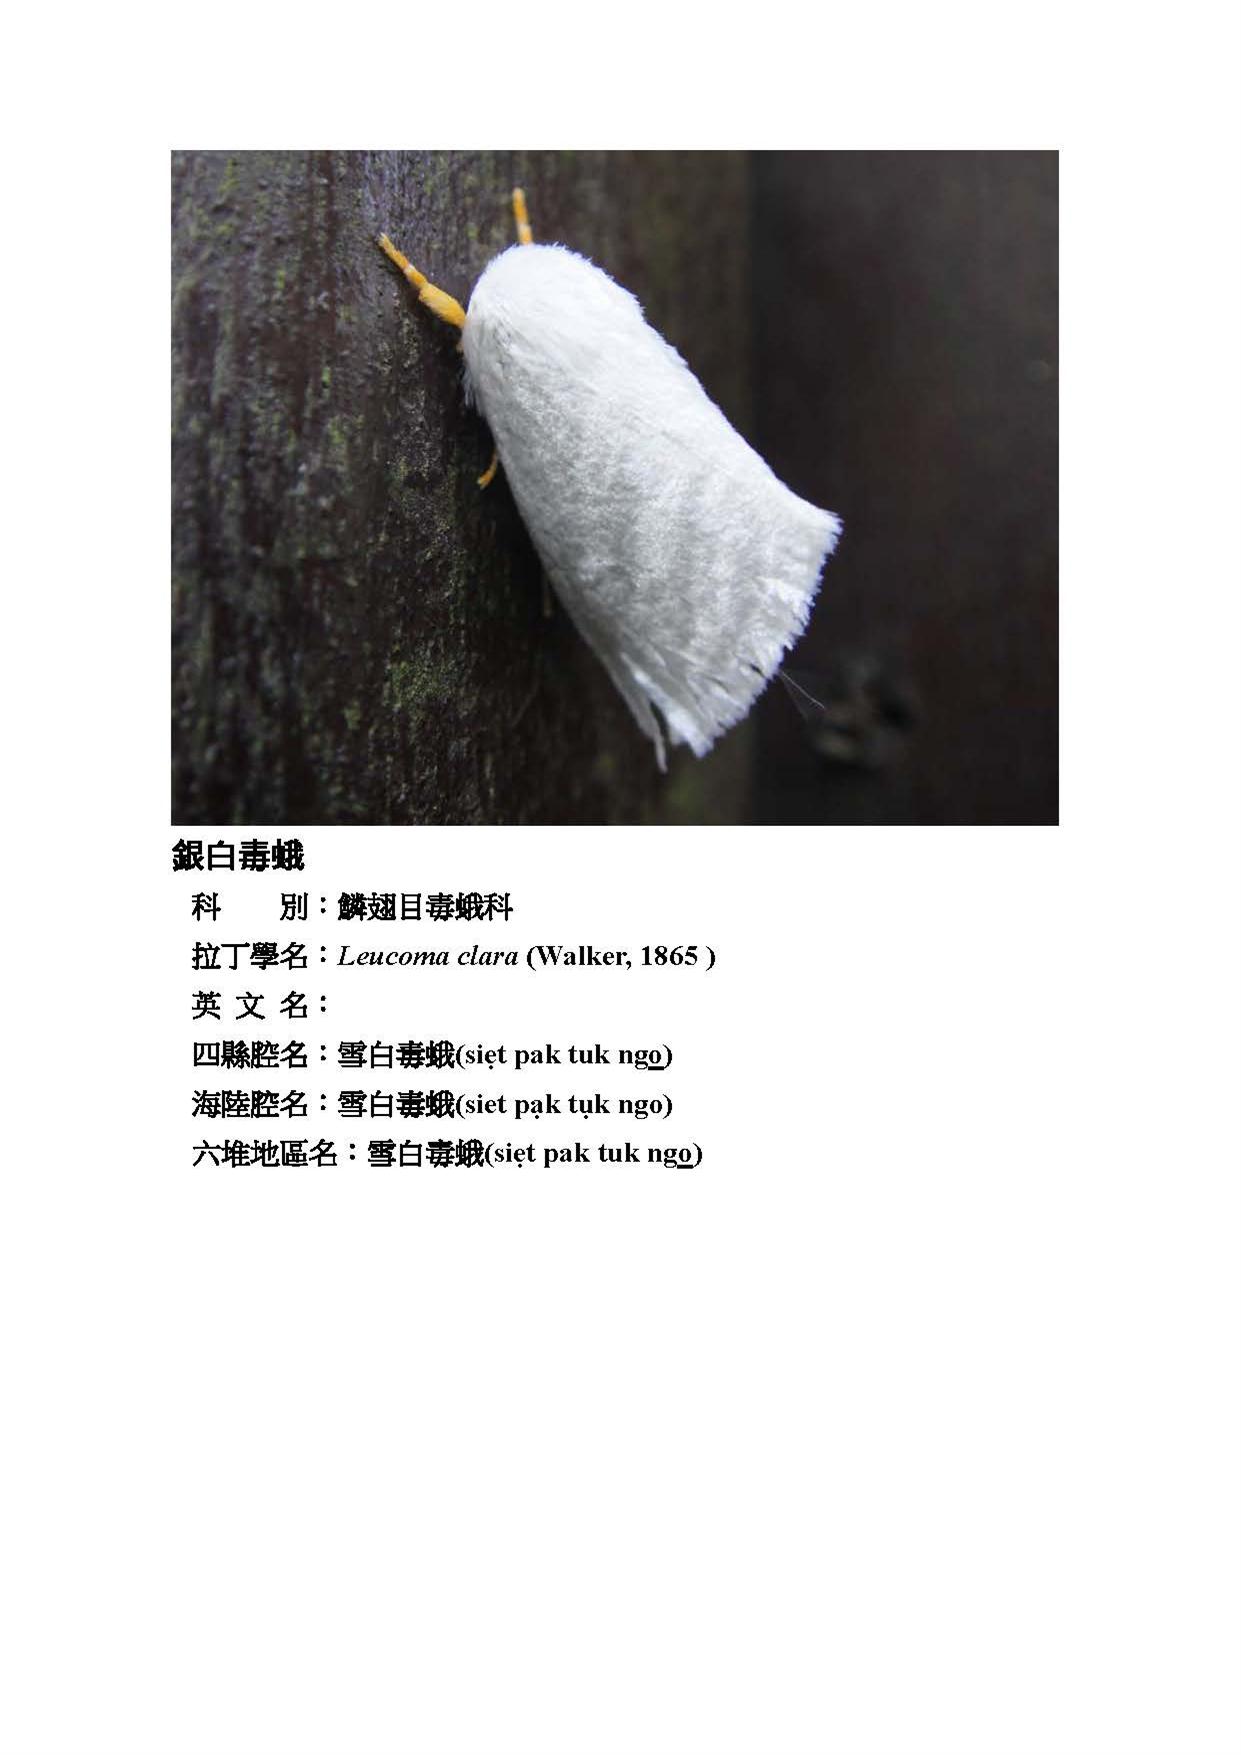 銀白毒蛾
科　　別：鱗翅目毒蛾科
拉丁學名：Leucoma clara (Walker, 1865 )
英 文 名：
四縣腔名：雪白毒蛾(siẹt pak tuk ngo̲)
海陸腔名：雪白毒蛾(siet pạk tụk ngo)
六堆地區名：雪白毒蛾(siẹt pak tuk ngo̲)